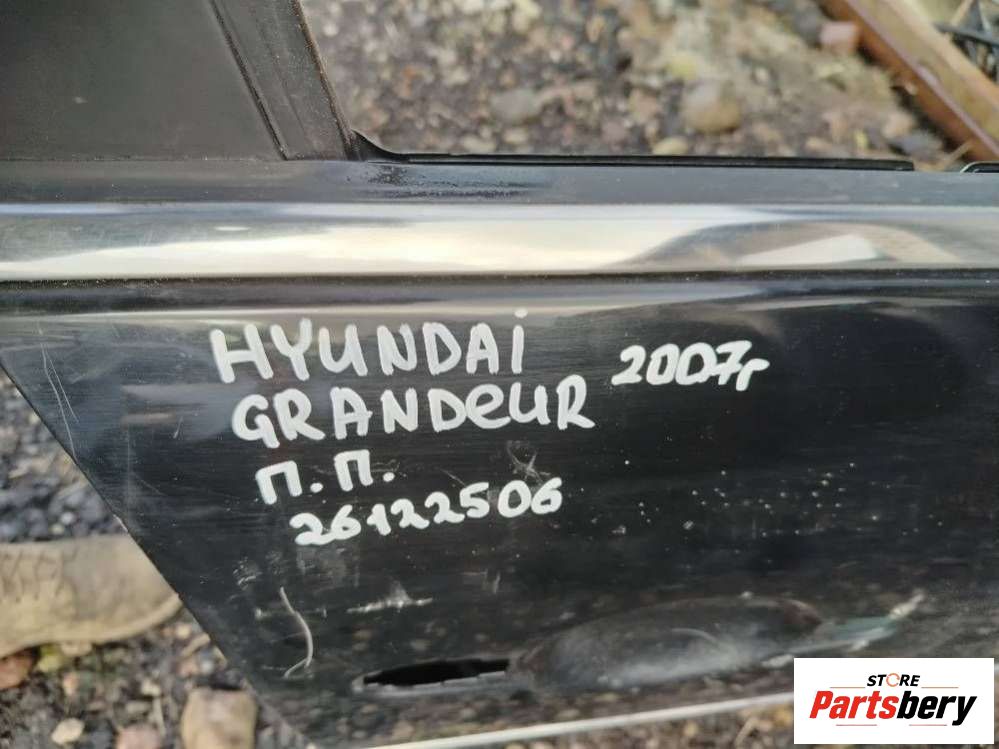 HYUNDAI
GRANDEUR 2007г
П.П.
26122506
STORE
Partsbery